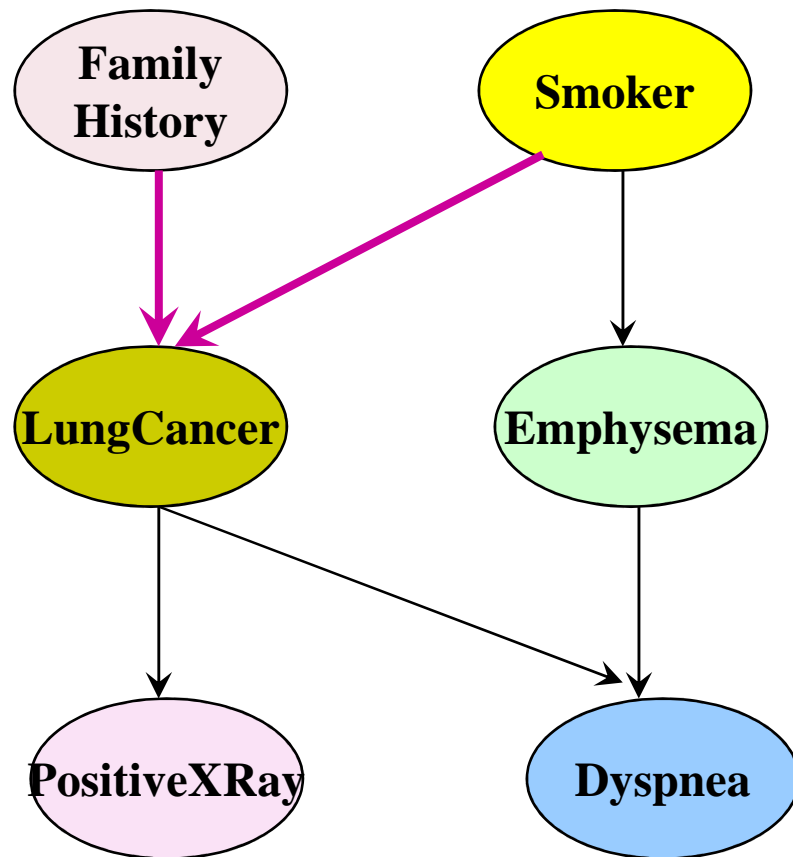 Family
History
Smoker
LungCancer
Emphysema
PositiveXRay
Dyspnea